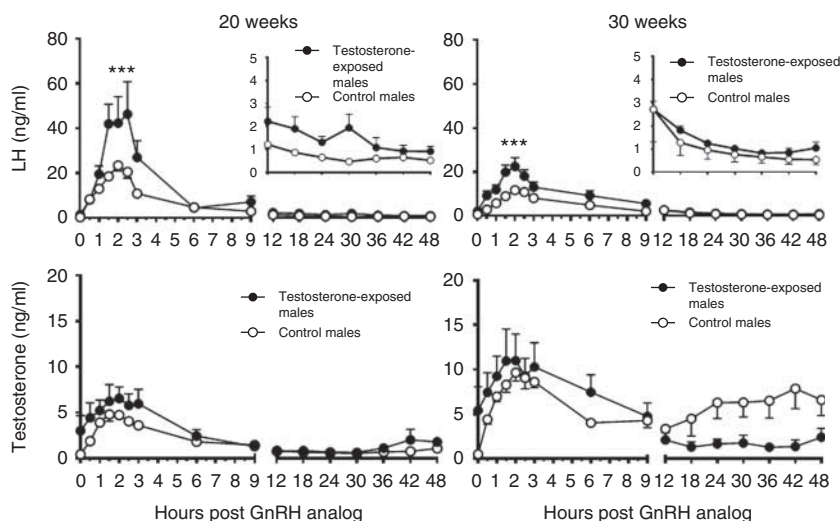 20 weeks
30 weeks
LH (ng/ml)
80
60
40
20
0
***
0 1 2 3 4 5 6 7 8 9
12 18 24 30 36 42 48
5
4
3
2
1
0
Testosterone-
exposed
males
Control males
80
60
40
20
0
***
0 1 2 3 4 5 6 7 8 9
12 18 24 30 36 42 48
5
4
3
2
1
0
Testosterone-exposed
males
Control males
Testosterone (ng/ml)
20
15
10
5
0
Testosterone-exposed
males
Control males
0 1 2 3 4 5 6 7 8 9
12 18 24 30 36 42 48
Hours post GnRH analog
20
15
10
5
0
Testosterone-exposed
males
Control males
0 1 2 3 4 5 6 7 8 9
12 18 24 30 36 42 48
Hours post GnRH analog